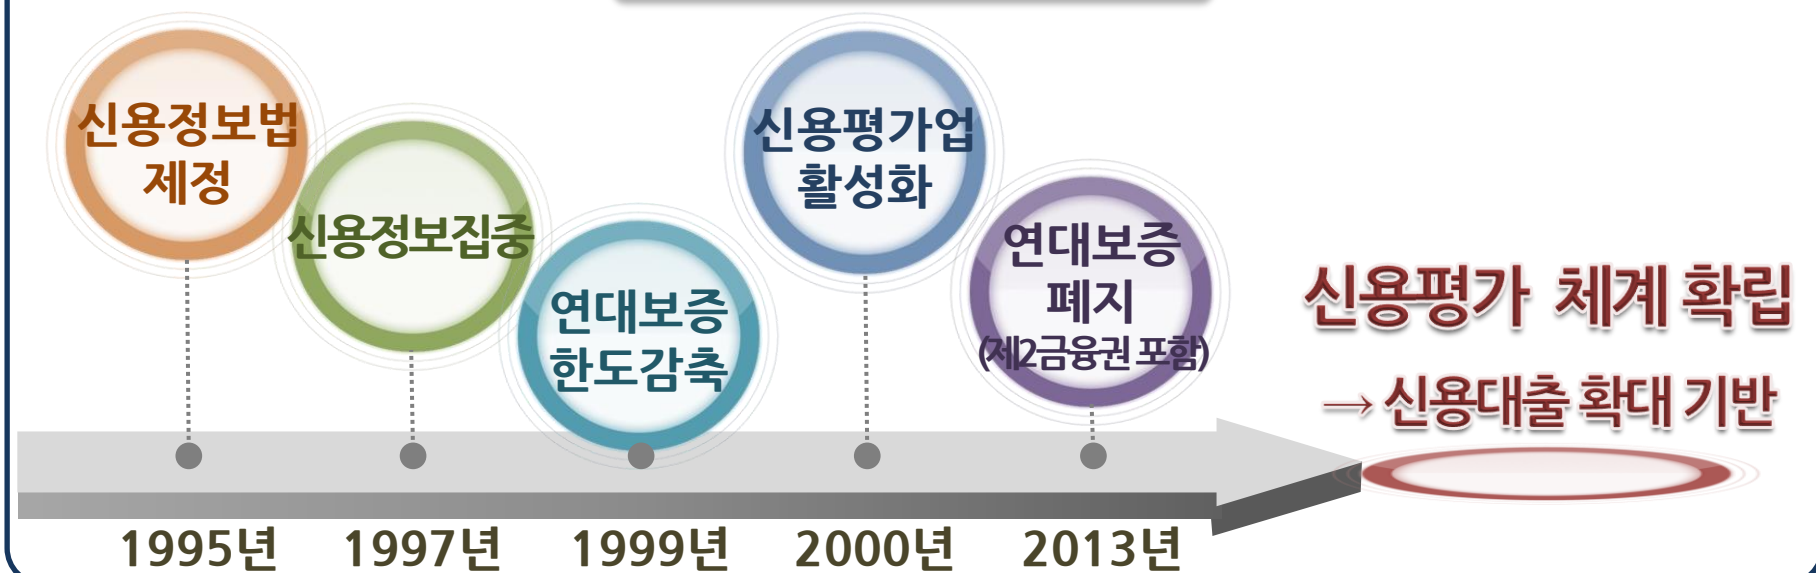 신용정보법
제정
신용정보집중
연대보증
한도감축
신용평가업
활성화
연대보증
폐지
(제2금융권 포함)
신용평가 체계 확립
→ 신용대출 확대 기반
1995년
1997년
1999년
2000년
2013년